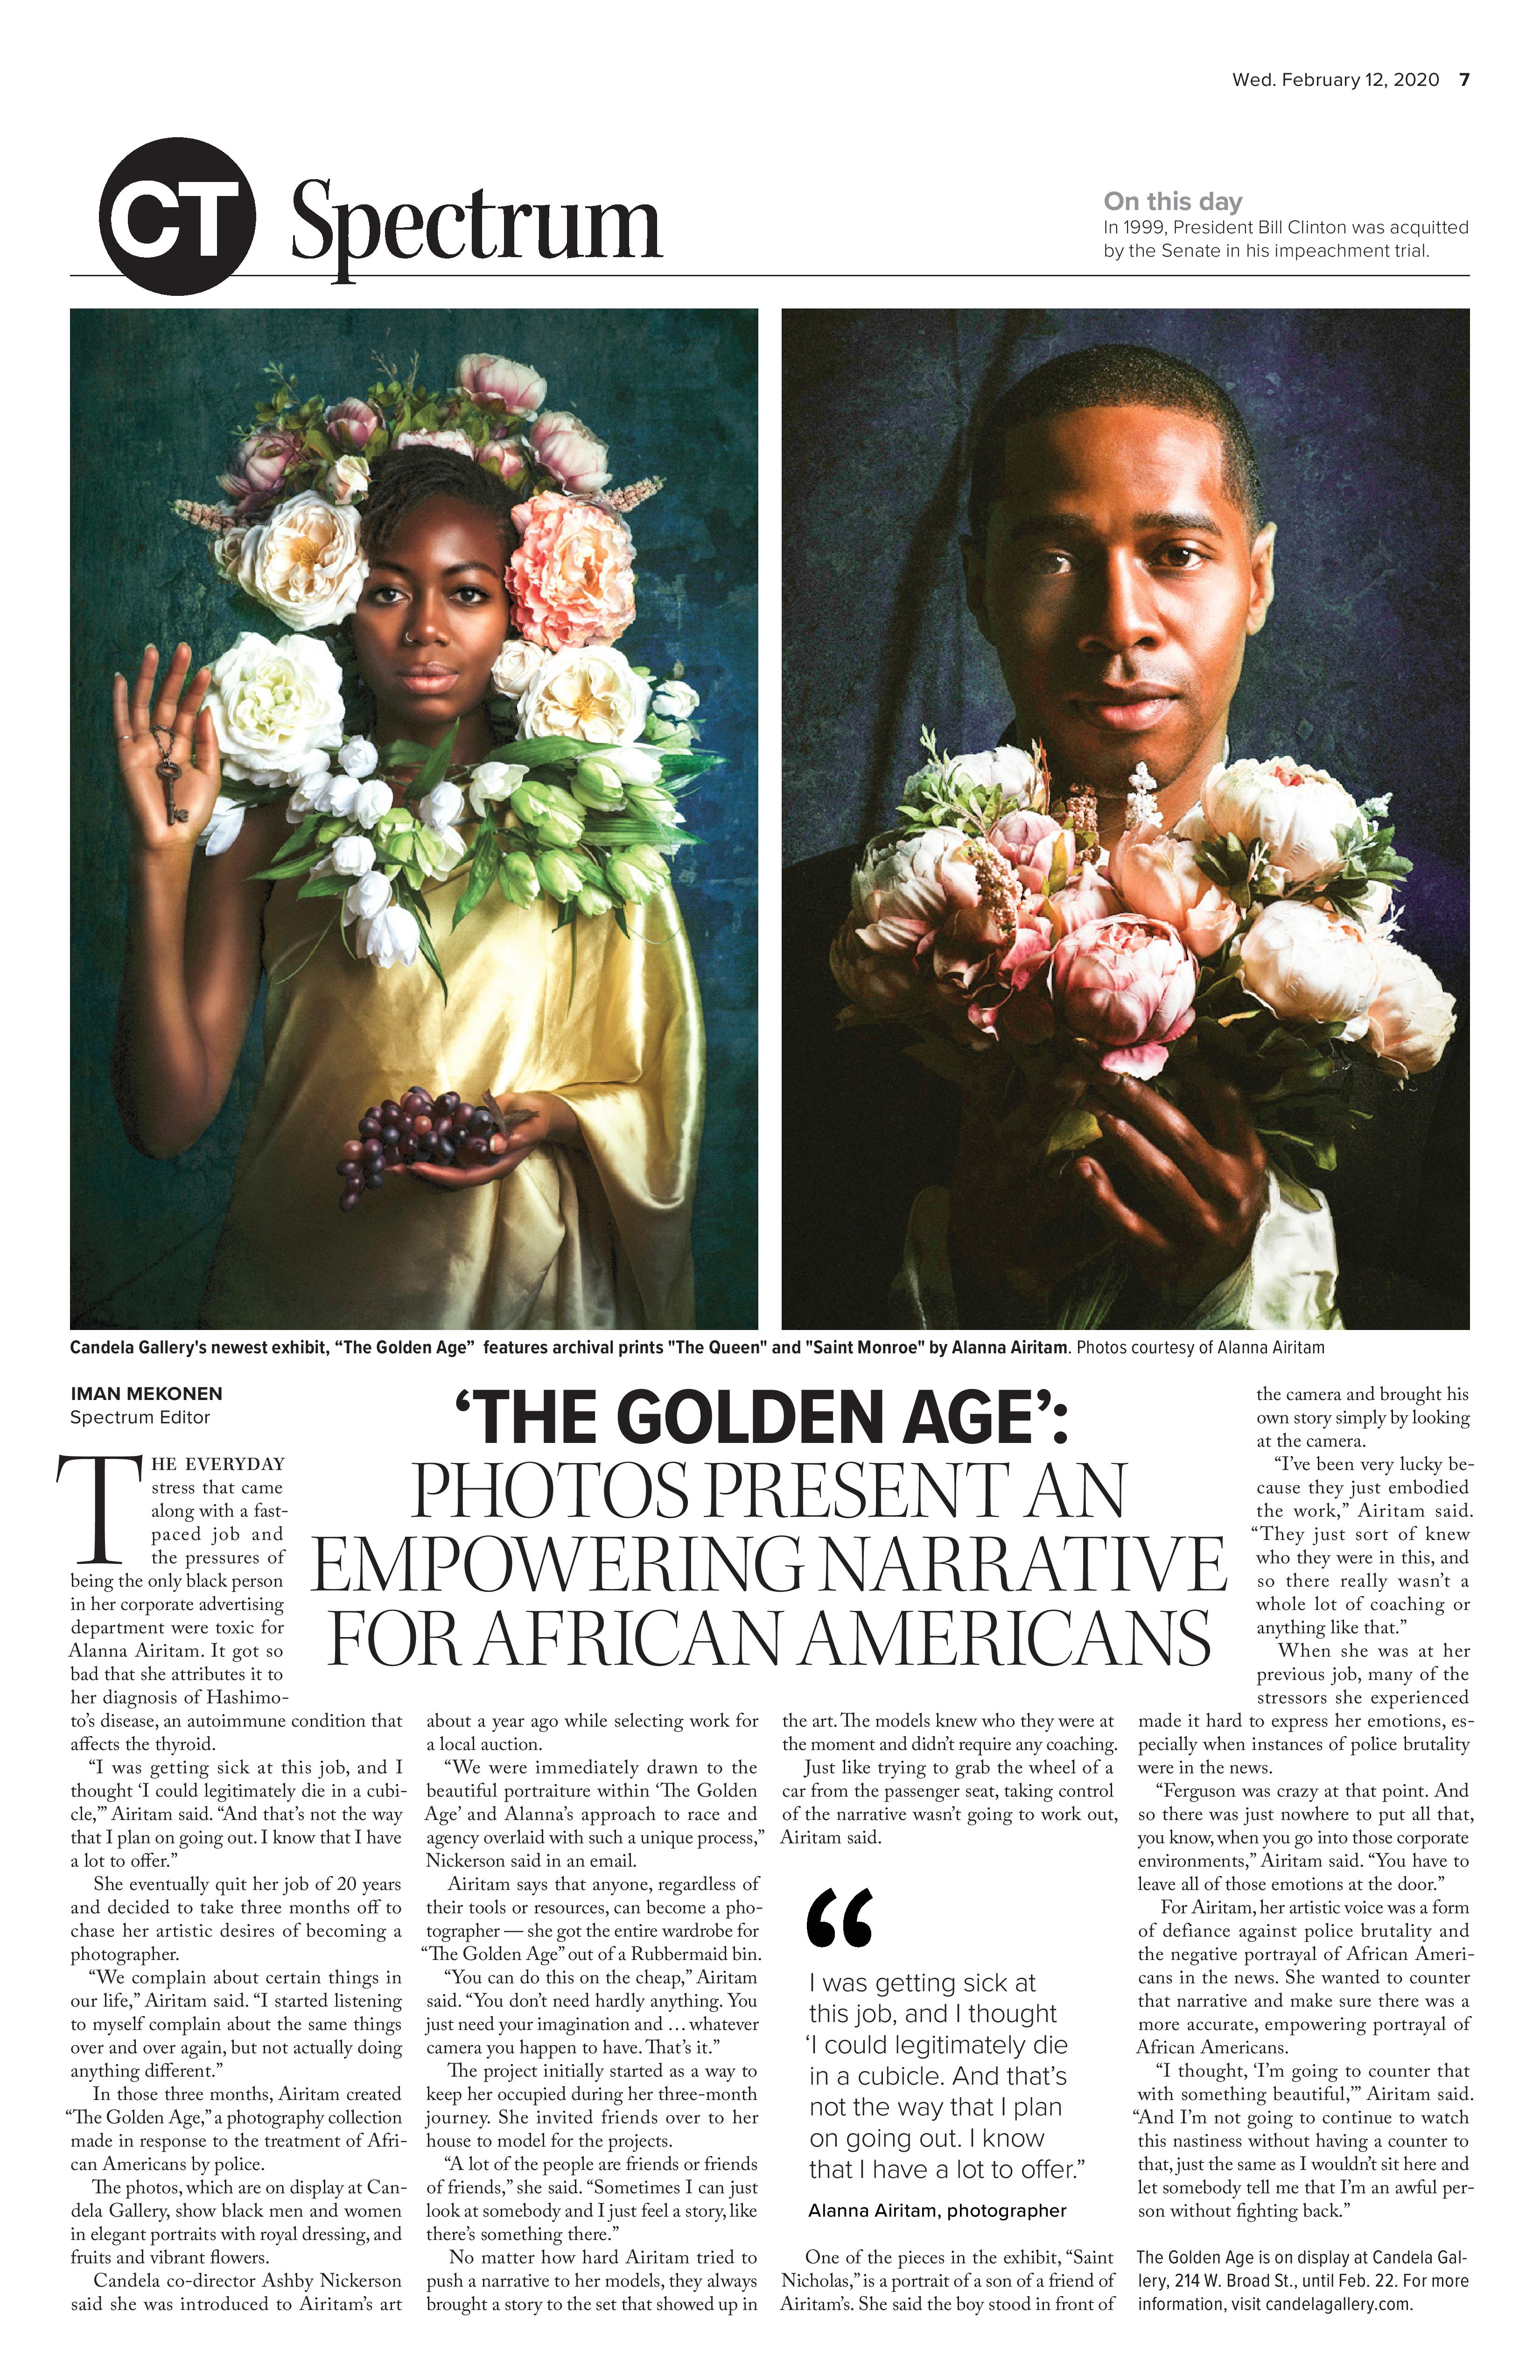 Wed. February 12, 2020 7
CT Spectrum
On this day
In 1999, President Bill Clinton was acquitted
by the Senate in his impeachment trial.
Candela Gallery's newest exhibit, “The Golden Age” features archival prints "The Queen" and "Saint Monroe" by Alanna Airitam. Photos courtesy of Alanna Airitam
IMAN MEKONEN
Spectrum Editor
‘THE GOLDEN AGE’:
PHOTOS PRESENT AN
EMPOWERING NARRATIVE
FOR AFRICAN AMERICANS
THE EVERYDAY
stress that came
along with a fast-
paced job and
the pressures of
being the only black person
in her corporate advertising
department were toxic for
Alanna Airitam. It got so
bad that she attributes it to
her diagnosis of Hashimo-
to’s disease, an autoimmune condition that
affects the thyroid.
“I was getting sick at this job, and I
thought ‘I could legitimately die in a cubi-
cle,’” Airitam said. “And that’s not the way
that I plan on going out. I know that I have
a lot to offer.”
She eventually quit her job of 20 years
and decided to take three months off to
chase her artistic desires of becoming a
photographer.
“We complain about certain things in
our life,” Airitam said. “I started listening
to myself complain about the same things
over and over again, but not actually doing
anything different.”
In those three months, Airitam created
“The Golden Age,” a photography collection
made in response to the treatment of Afri-
can Americans by police.
The photos, which are on display at Can-
dela Gallery, show black men and women
in elegant portraits with royal dressing, and
fruits and vibrant flowers.
Candela co-director Ashby Nickerson
said she was introduced to Airitam’s art
about a year ago while selecting work for
a local auction.
“We were immediately drawn to the
beautiful portraiture within ‘The Golden
Age’ and Alanna’s approach to race and
agency overlaid with such a unique process,”
Nickerson said in an email.
Airitam says that anyone, regardless of
their tools or resources, can become a pho-
tographer — she got the entire wardrobe for
“The Golden Age” out of a Rubbermaid bin.
“You can do this on the cheap,” Airitam
said. “You don’t need hardly anything. You
just need your imagination and … whatever
camera you happen to have. That’s it.”
The project initially started as a way to
keep her occupied during her three-month
journey. She invited friends over to her
house to model for the projects.
“A lot of the people are friends or friends
of friends,” she said. “Sometimes I can just
look at somebody and I just feel a story, like
there’s something there.”
No matter how hard Airitam tried to
push a narrative to her models, they always
brought a story to the set that showed up in
the art. The models knew who they were at
the moment and didn’t require any coaching.
Just like trying to grab the wheel of a
car from the passenger seat, taking control
of the narrative wasn’t going to work out,
Airitam said.
“
I was getting sick at
this job, and I thought
‘I could legitimately die
in a cubicle. And that’s
not the way that I plan
on going out. I know
that I have a lot to offer.”
Alanna Airitam, photographer
One of the pieces in the exhibit, “Saint
Nicholas,” is a portrait of a son of a friend of
Airitam’s. She said the boy stood in front of
the camera and brought his
own story simply by looking
at the camera.
“I’ve been very lucky be-
cause they just embodied
the work,” Airitam said.
“They just sort of knew
who they were in this, and
so there really wasn’t a
whole lot of coaching or
anything like that.”
When she was at her
previous job, many of the
stressors she experienced
made it hard to express her emotions, es-
pecially when instances of police brutality
were in the news.
“Ferguson was crazy at that point. And
so there was just nowhere to put all that,
you know, when you go into those corporate
environments,” Airitam said. “You have to
leave all of those emotions at the door.”
For Airitam, her artistic voice was a form
of defiance against police brutality and
the negative portrayal of African Ameri-
cans in the news. She wanted to counter
that narrative and make sure there was a
more accurate, empowering portrayal of
African Americans.
“I thought, ‘I’m going to counter that
with something beautiful,’” Airitam said.
“And I’m not going to continue to watch
this nastiness without having a counter to
that, just the same as I wouldn’t sit here and
let somebody tell me that I’m an awful per-
son without fighting back.”
The Golden Age is on display at Candela Gal-
lery, 214 W. Broad St., until Feb. 22. For more
information, visit candelagallery.com.